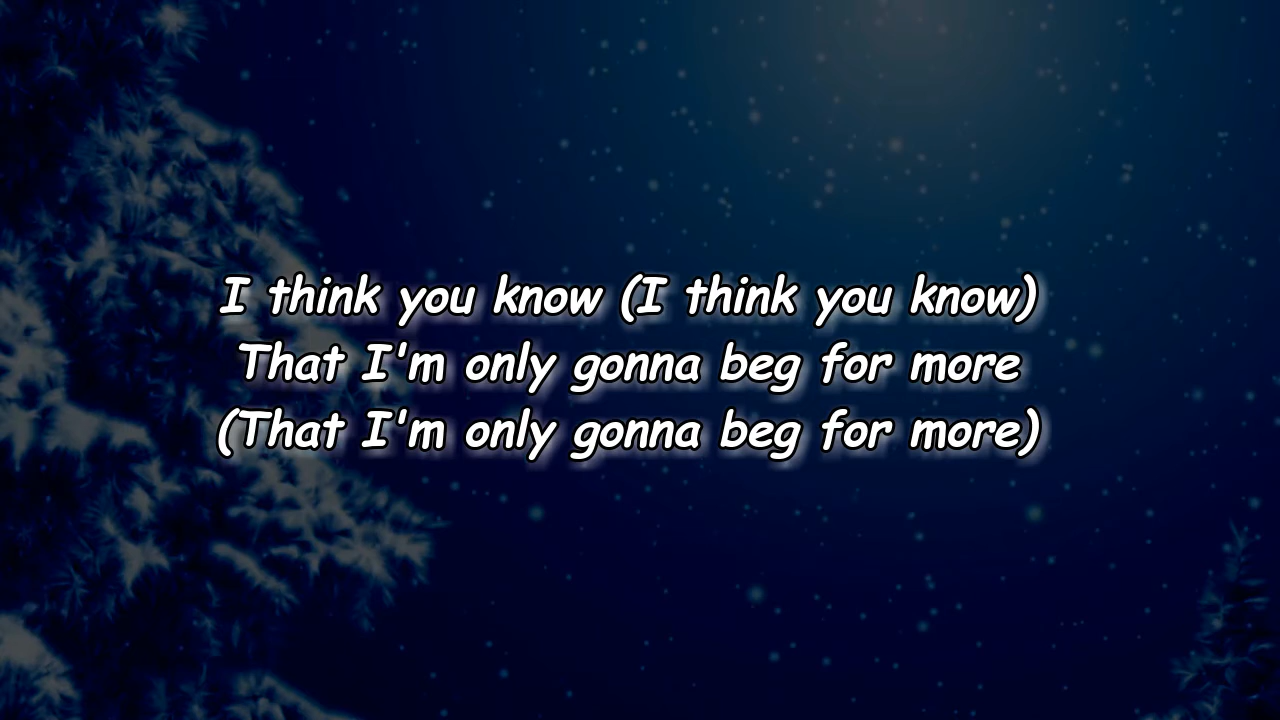 I think you know (I think you know)
That I'm only gonna beg for more
(That I'm only gonna beg for more)